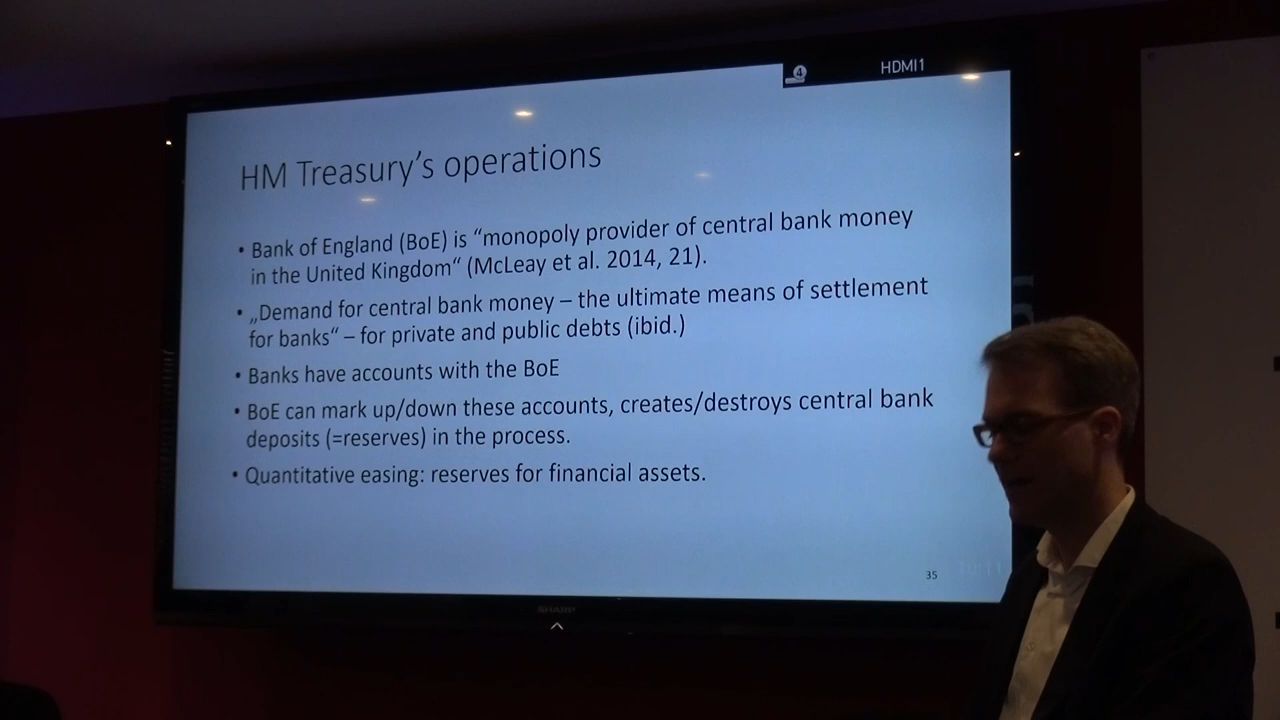 4 HDMI1
HM Treasury’s operations
• Bank of England (BoE) is “monopoly provider of central bank money
in the United Kingdom“ (McLeay et al. 2014, 21).
• „Demand for central bank money – the ultimate means of settlement
for banks“ – for private and public debts (ibid.)
• Banks have accounts with the BoE
• BoE can mark up/down these accounts, creates/destroys central bank
deposits (=reserves) in the process.
• Quantitative easing: reserves for financial assets.
35
SHARP